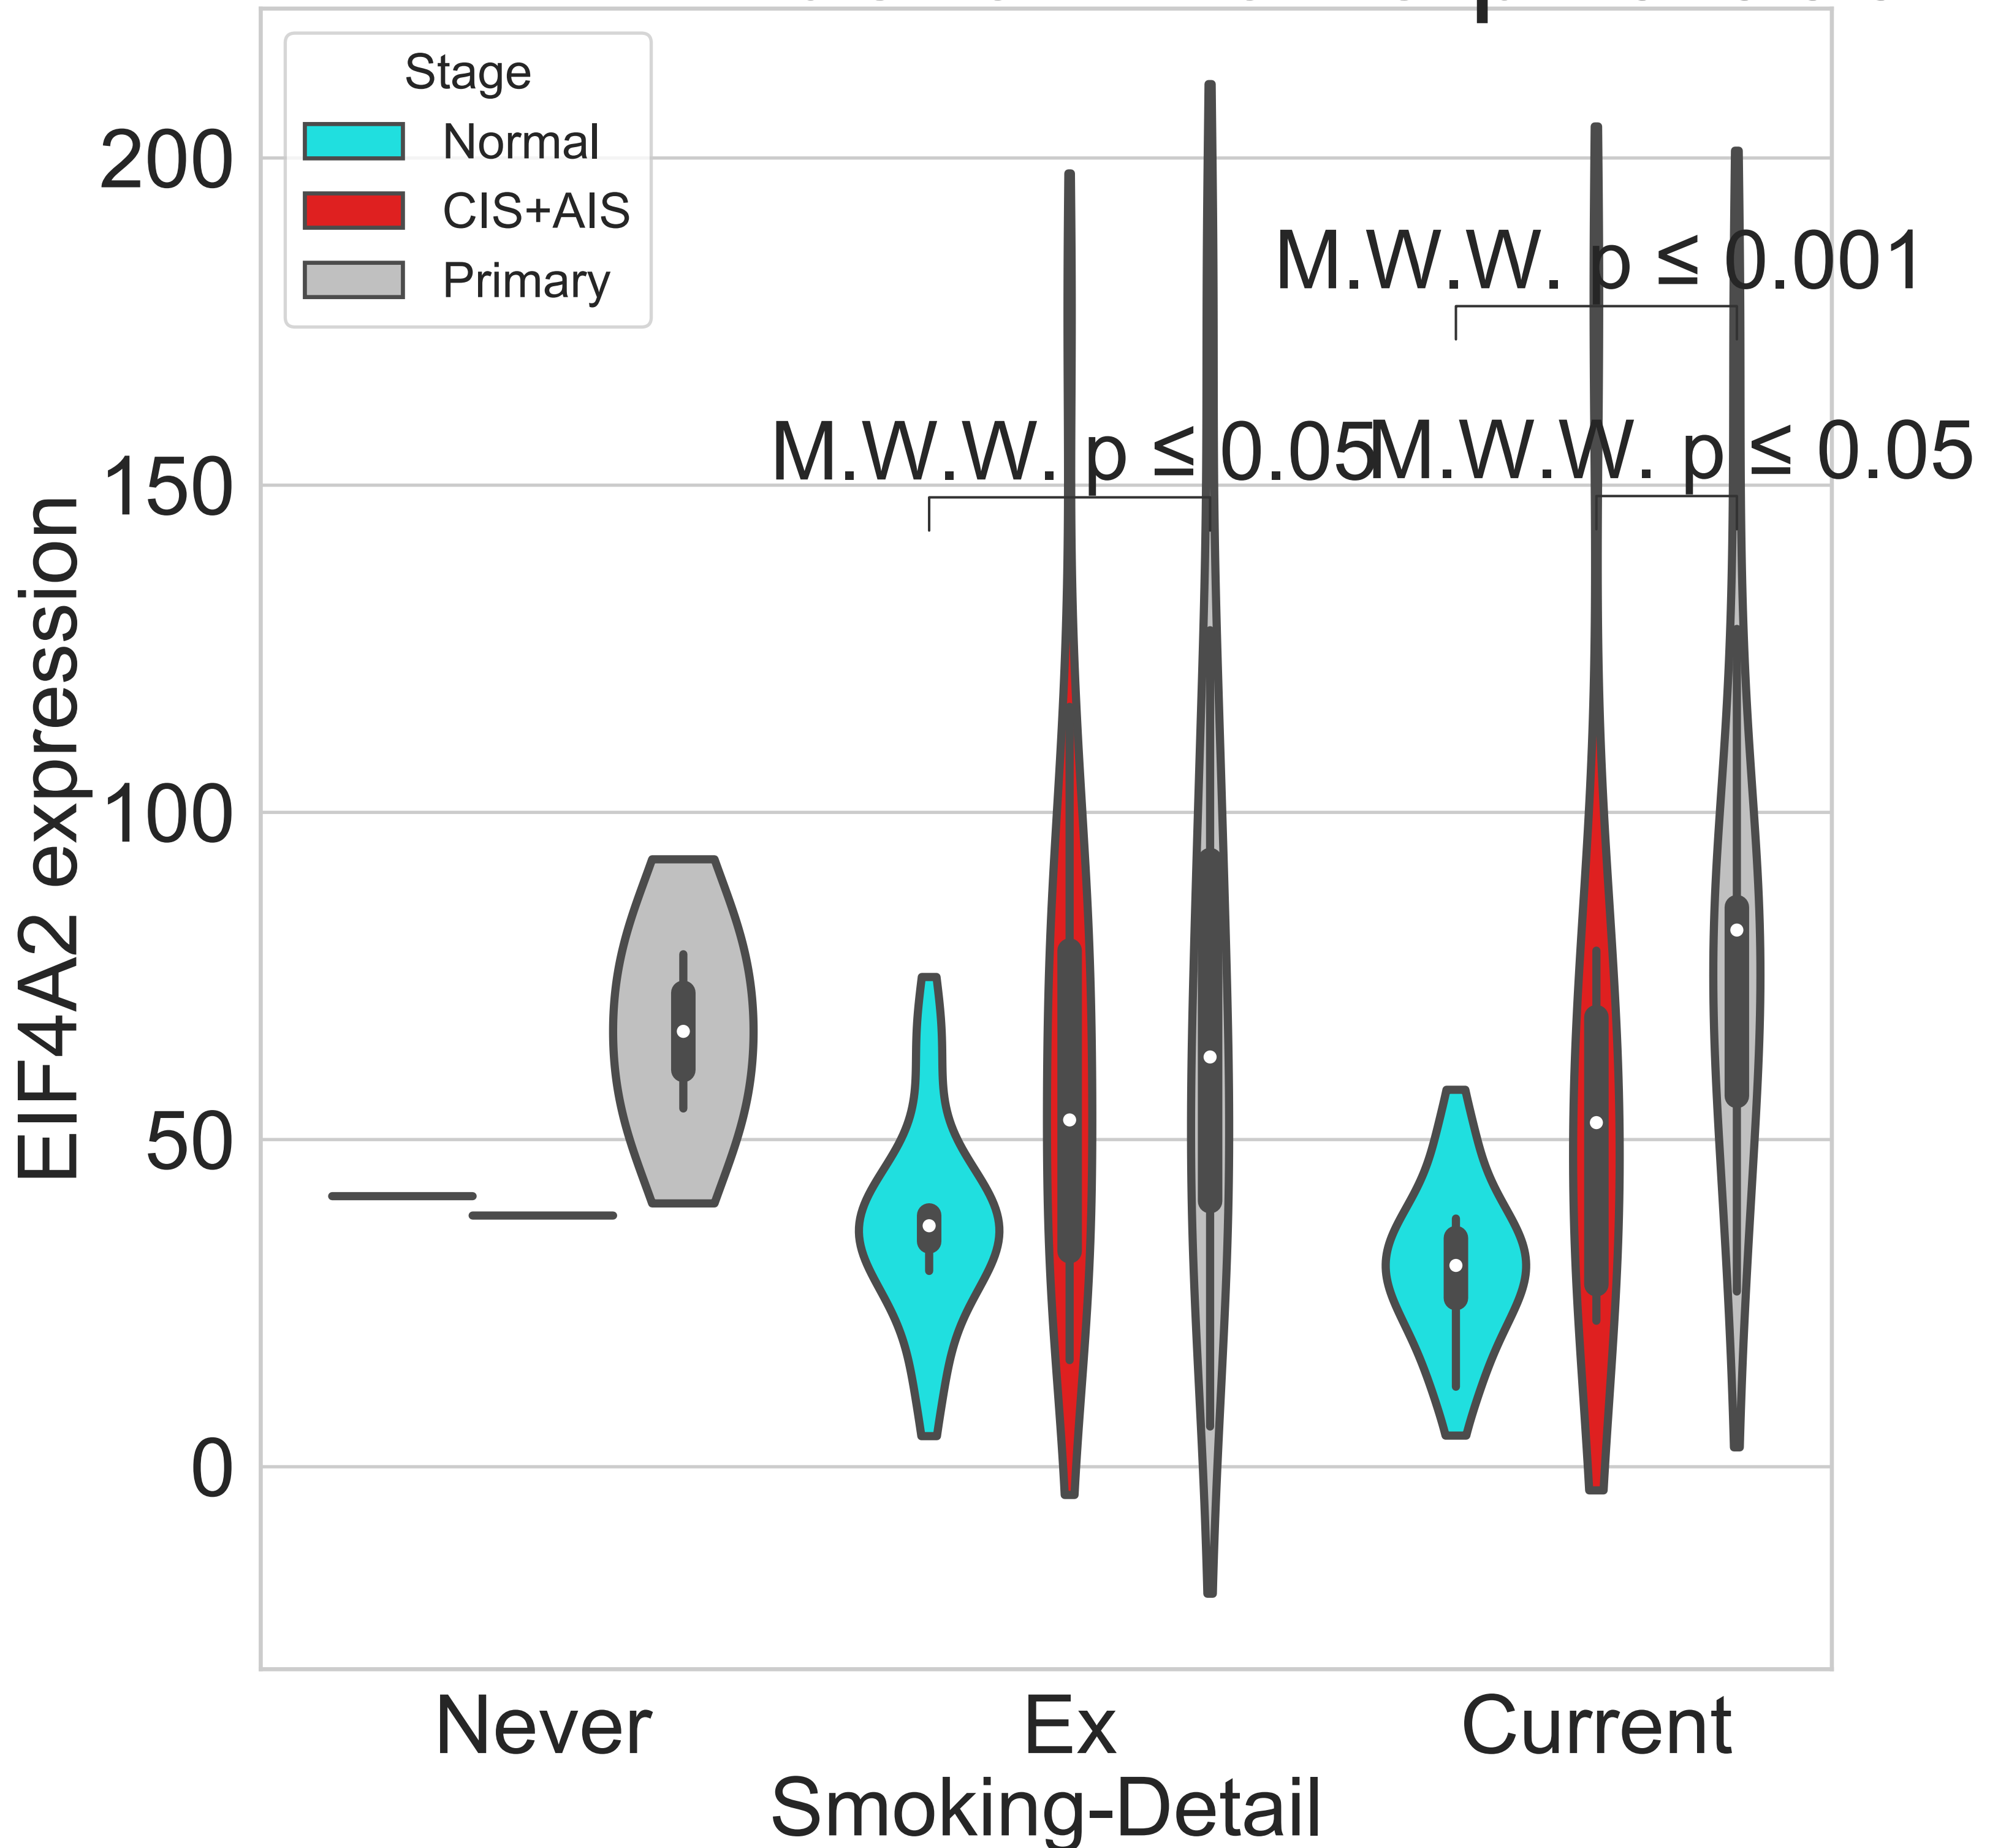 Stage
Normal
CIS+AIS
Primary
200
150
100
50
0
EIF4A2 expression
M.W.W. p ≤ 0.001
M.W.W. p ≤ 0.05
M.W.W. p ≤ 0.05
Never
Ex
Current
Smoking-Detail